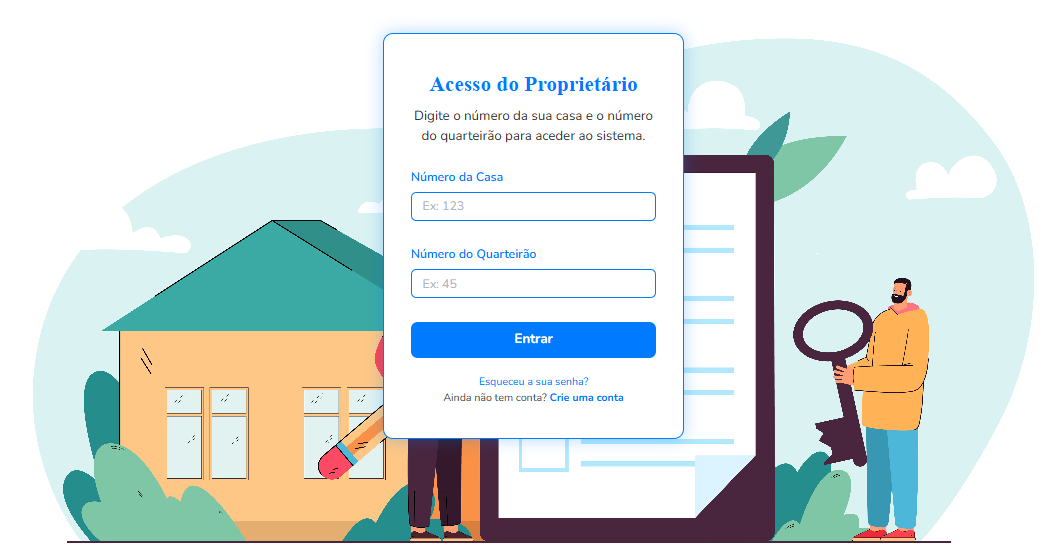 Acesso do Proprietário
Digite o número da sua casa e o número
do quarteirão para aceder ao sistema.
Número da Casa
Ex: 123
Número do Quarteirão
Ex: 45
Entrar
Esqueceu a sua senha?
Ainda não tem conta? Crie uma conta